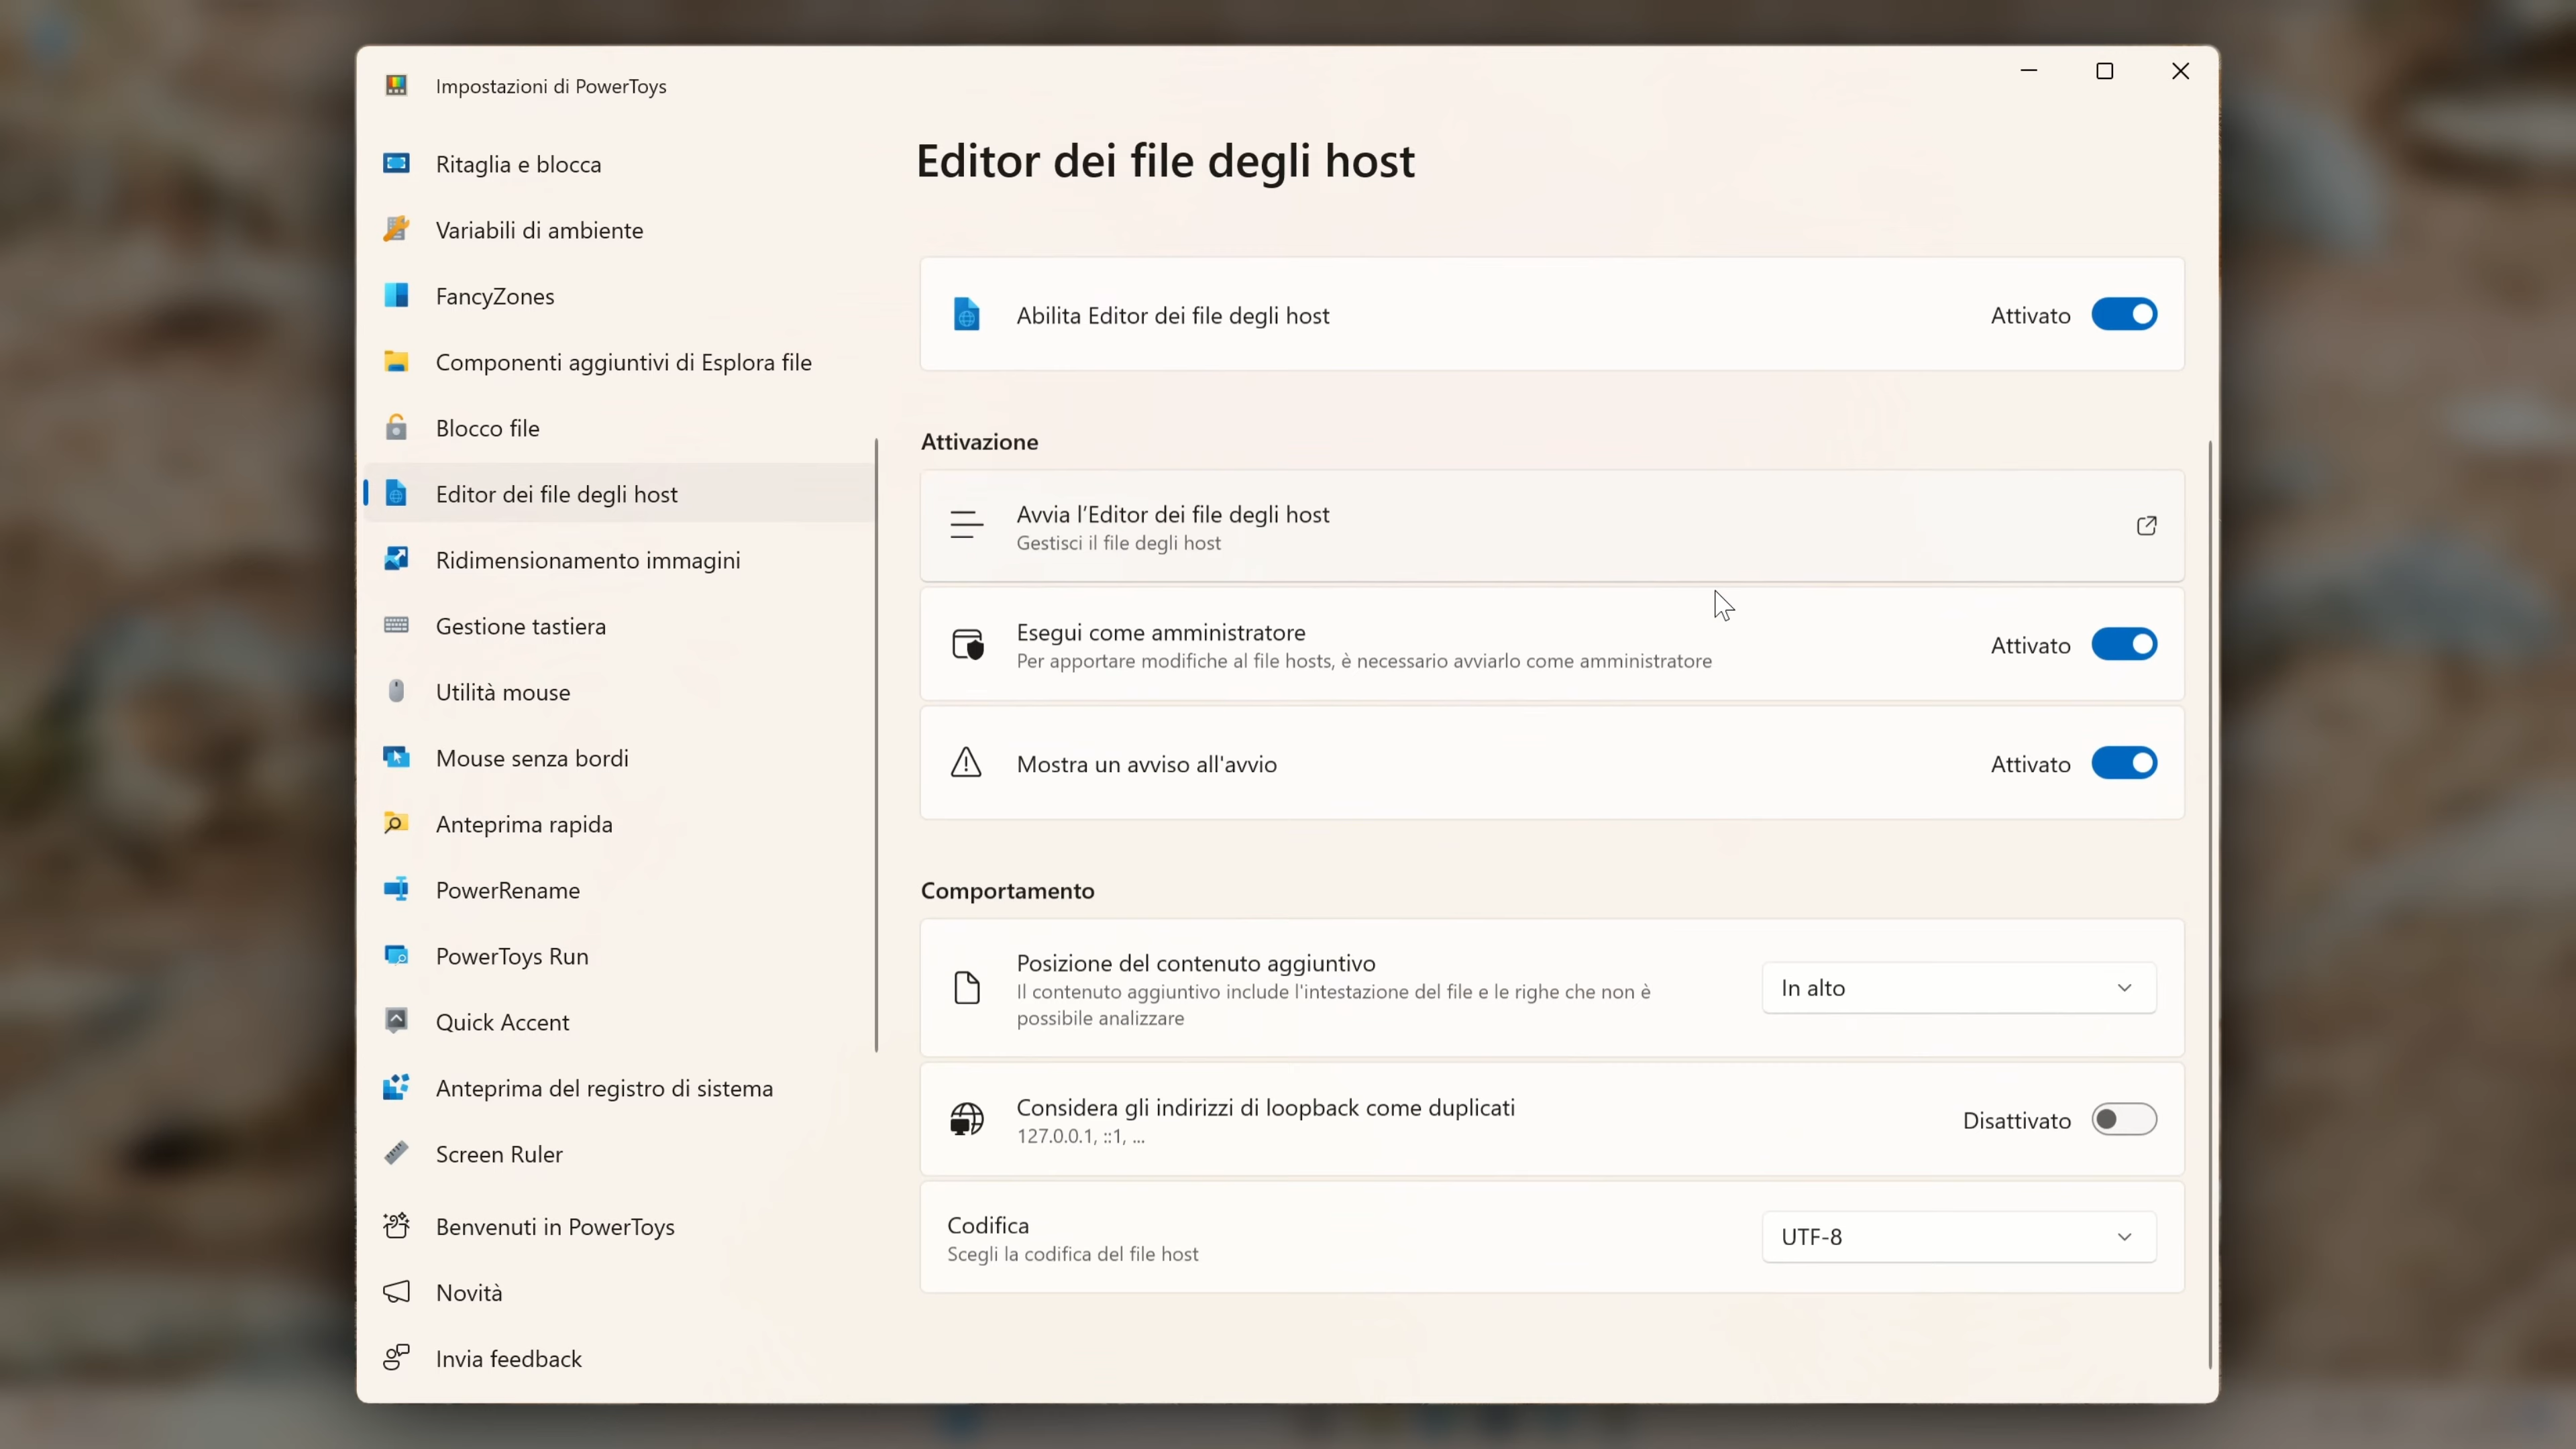 Impostazioni di PowerToys
Ritaglia e blocca
Variabili di ambiente
FancyZones
Componenti aggiuntivi di Esplora file
Blocco file
Editor dei file degli host
Ridimensionamento immagini
Gestione tastiera
Utilità mouse
Mouse senza bordi
Anteprima rapida
PowerRename
PowerToys Run
Quick Accent
Anteprima del registro di sistema
Screen Ruler
Benvenuti in PowerToys
Novità
Invia feedback
Editor dei file degli host
Abilita Editor dei file degli host
Attivato
Attivazione
Avvia l’Editor dei file degli host
Gestisci il file degli host
Esegui come amministratore
Per apportare modifiche al file hosts, è necessario avviarlo come amministratore
Attivato
Mostra un avviso all'avvio
Attivato
Comportamento
Posizione del contenuto aggiuntivo
Il contenuto aggiuntivo include l'intestazione del file e le righe che non è
possibile analizzare
In alto
Considera gli indirizzi di loopback come duplicati
127.0.0.1, ::1, ...
Disattivato
Codifica
Scegli la codifica del file host
UTF-8